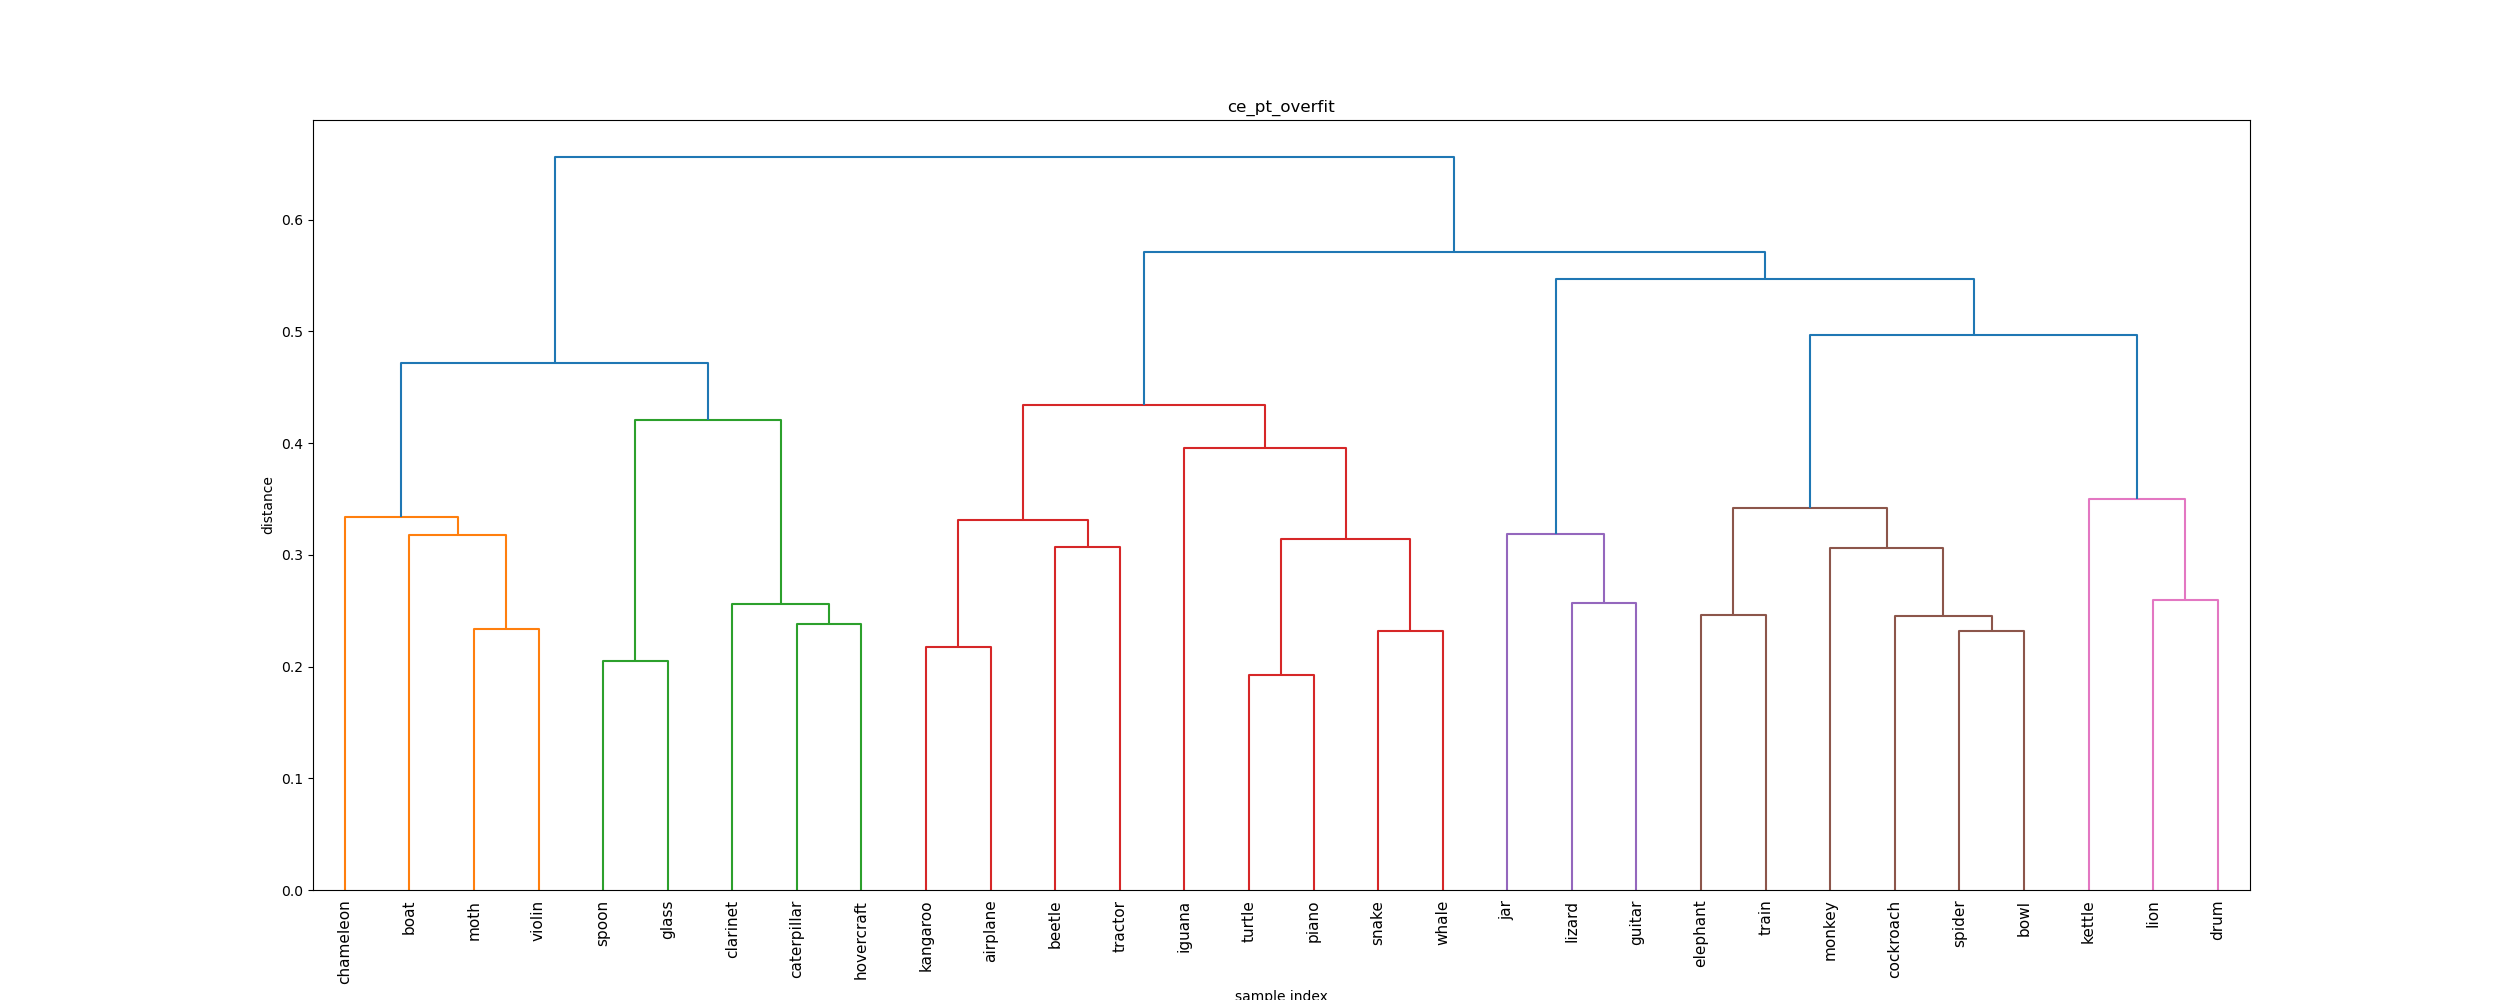 ce_pt_overfit
distance
0.6
0.5
0.4
0.3
0.2
0.1
0.0
chameleon
boat
moth
violin
spoon
glass
clarinet
caterpillar
hovercraft
kangaroo
airplane
beetle
tractor
iguana
turtle
piano
snake
whale
jar
lizard
guitar
elephant
train
monkey
cockroach
spider
bowl
kettle
lion
drum
sample index